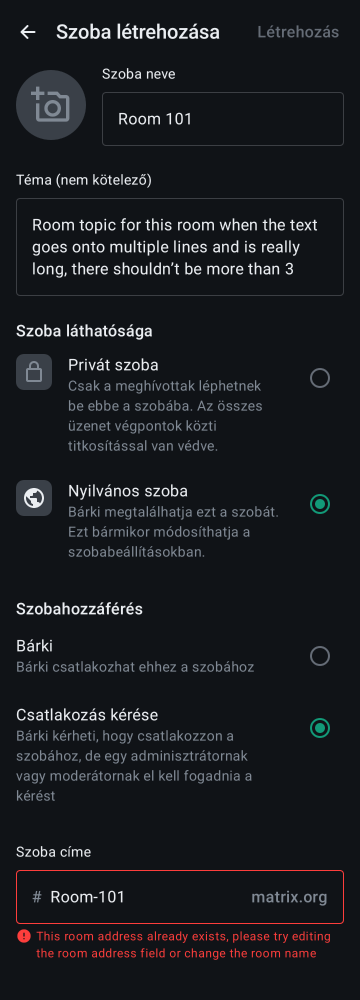 Szoba létrehozása
Létrehozás
Szoba neve
Room 101
Téma (nem kötelező)
Room topic for this room when the text
goes onto multiple lines and is really
long, there shouldn’t be more than 3
Szoba láthatósága
Privát szoba
Csak a meghívottak léphetnek
be ebbe a szobába. Az összes
üzenet végpontok közti
titkosítással van védve.
Nyilvános szoba
Bárki megtalálhatja ezt a szobát.
Ezt bármikor módosíthatja a
szobabeállításokban.
Szobahozzáférés
Bárki
Bárki csatlakozhat ehhez a szobához
Csatlakozás kérése
Bárki kérheti, hogy csatlakozzon a
szobához, de egy adminisztrátornak
vagy moderátornak el kell fogadnia a
kérést
Szoba címe
# Room-101 matrix.org
This room address already exists, please try editing
the room address field or change the room name